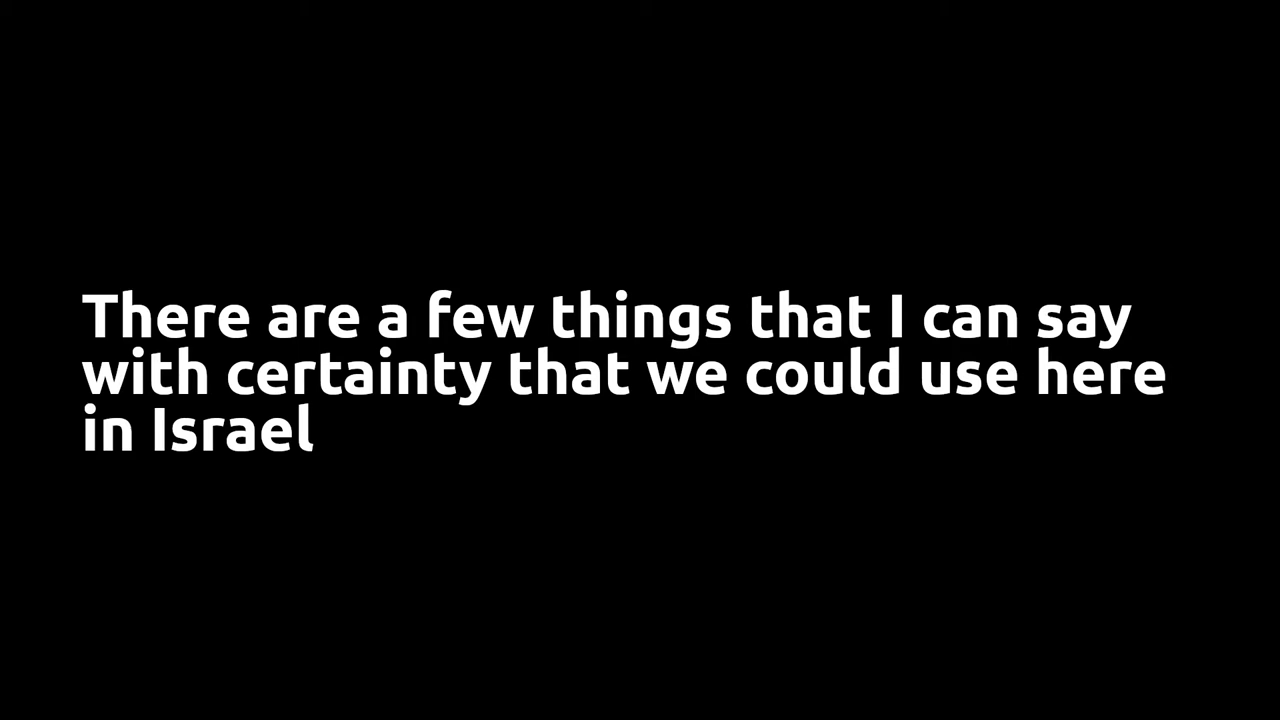 There are a few things that I can say
with certainty that we could use here
in Israel